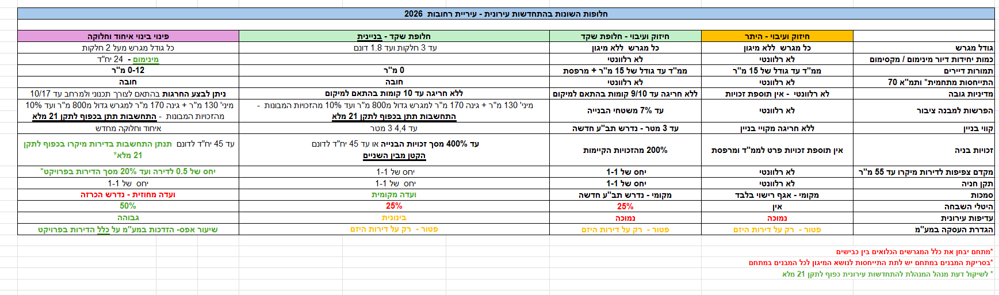 חלופות השונות בהתחדשות עירונית - עיריית רחובות 2026
חיזוק ועיבוי - היתר	חיזוק ועיבוי - חלופת שקד	חלופת שקד - בניינית	פינוי בינוי איחוד וחלוקה
גודל מגרש	כל מגרש ללא מיגון	כל מגרש ללא מיגון	עד 3 חלקות ועד 1.8 דונם	כל גודל מגרש מעל 2 חלקות
כמות יחידות דיור מינימום / מקסימום	לא רלוונטי	לא רלוונטי	מינימום - 24 יח"ד
תמורות דיירים	ממ"ד עד גודל של 15 מ"ר	ממ"ד עד גודל של 15 מ"ר + מרפסת	0 מ"ר	0-12 מ"ר
התייחסות מתחמית* ותמ"א 70	לא רלוונטי	לא רלוונטי	חובה	חובה
מדיניות גובה	לא רלוונטי - אין תוספת זכויות	ללא חריגה עד 9/10 קומות בהתאם למיקום	ללא חריגה עד 10 קומות בהתאם למיקום	ניתן לבצע החרגות בהתאם לצורך תכנוני ולמרחב עד 10/17
הפרשות למבנה ציבור	לא רלוונטי	עד 7% משטחי הבנייה	מיני' 130 מ"ר + גינה 170 מ"ר למגרש גדול מ800 מ"ר ועד 10% מהזכויות המבונות -	מיני' 130 מ"ר + גינה 170 מ"ר למגרש גדול מ800 מ"ר ועד 10%
התחשבות תתן בכפוף לתקן 21 מלא	מהזכויות המבונות - התחשבות תתן בכפוף לתקן 21 מלא
קווי בניין	ללא חריגה מקויי בניין	עד 3 מטר - נדרש תב"ע חדשה	עד 4,4 3 מטר	איחוד וחלוקה מחדש
זכויות בניה	אין תוספת זכויות פרט לממ"ד ומרפסת	200% מהזכויות הקיימות	עד 400% מסך זכויות הבנייה או עד 45 יח"ד לדונם	עד 45 יח"ד לדונם תנתן התחשבות בדירות מיקרו בכפוף לתקן
הקטן מבין השניים	21 מלא*
מקדם צפיפות לדירות מיקרו עד 55 מ"ר	לא רלוונטי	יחס של 1-1	יחס של 1-1	יחס של 0.5 לדירה ועד 20% מסך הדירות בפרויקט*
תקן חניה	לא רלוונטי	יחס של 1-1	יחס של 1-1	יחס של 1-1
סמכות	מקומי - אגף רישוי בלבד	מקומי - נדרש תב"ע חדשה	ועדה מקומית	ועדה מחוזית - נדרש הכרזה
היטלי השבחה	אין	25%	25%	50%
עדיפות עירונית	נמוכה	נמוכה	בינונית	גבוהה
הגדרת העסקה במע"מ	פטור - רק על דירות היזם	פטור - רק על דירות היזם	פטור - רק על דירות היזם	שיעור אפס- הזדכות במע"מ על כלל הדירות בפרויקט
*מתחם יבחן את כלל המגרשים הכלואים בין כבישים
*בסריקת המבנים במתחם יש לתת התייחסות לנושא המיגון לכל המבנים במתחם
* לשיקול דעת מנהל המנהלת להתחדשות עירונית כפוף לתקן 21 מלא